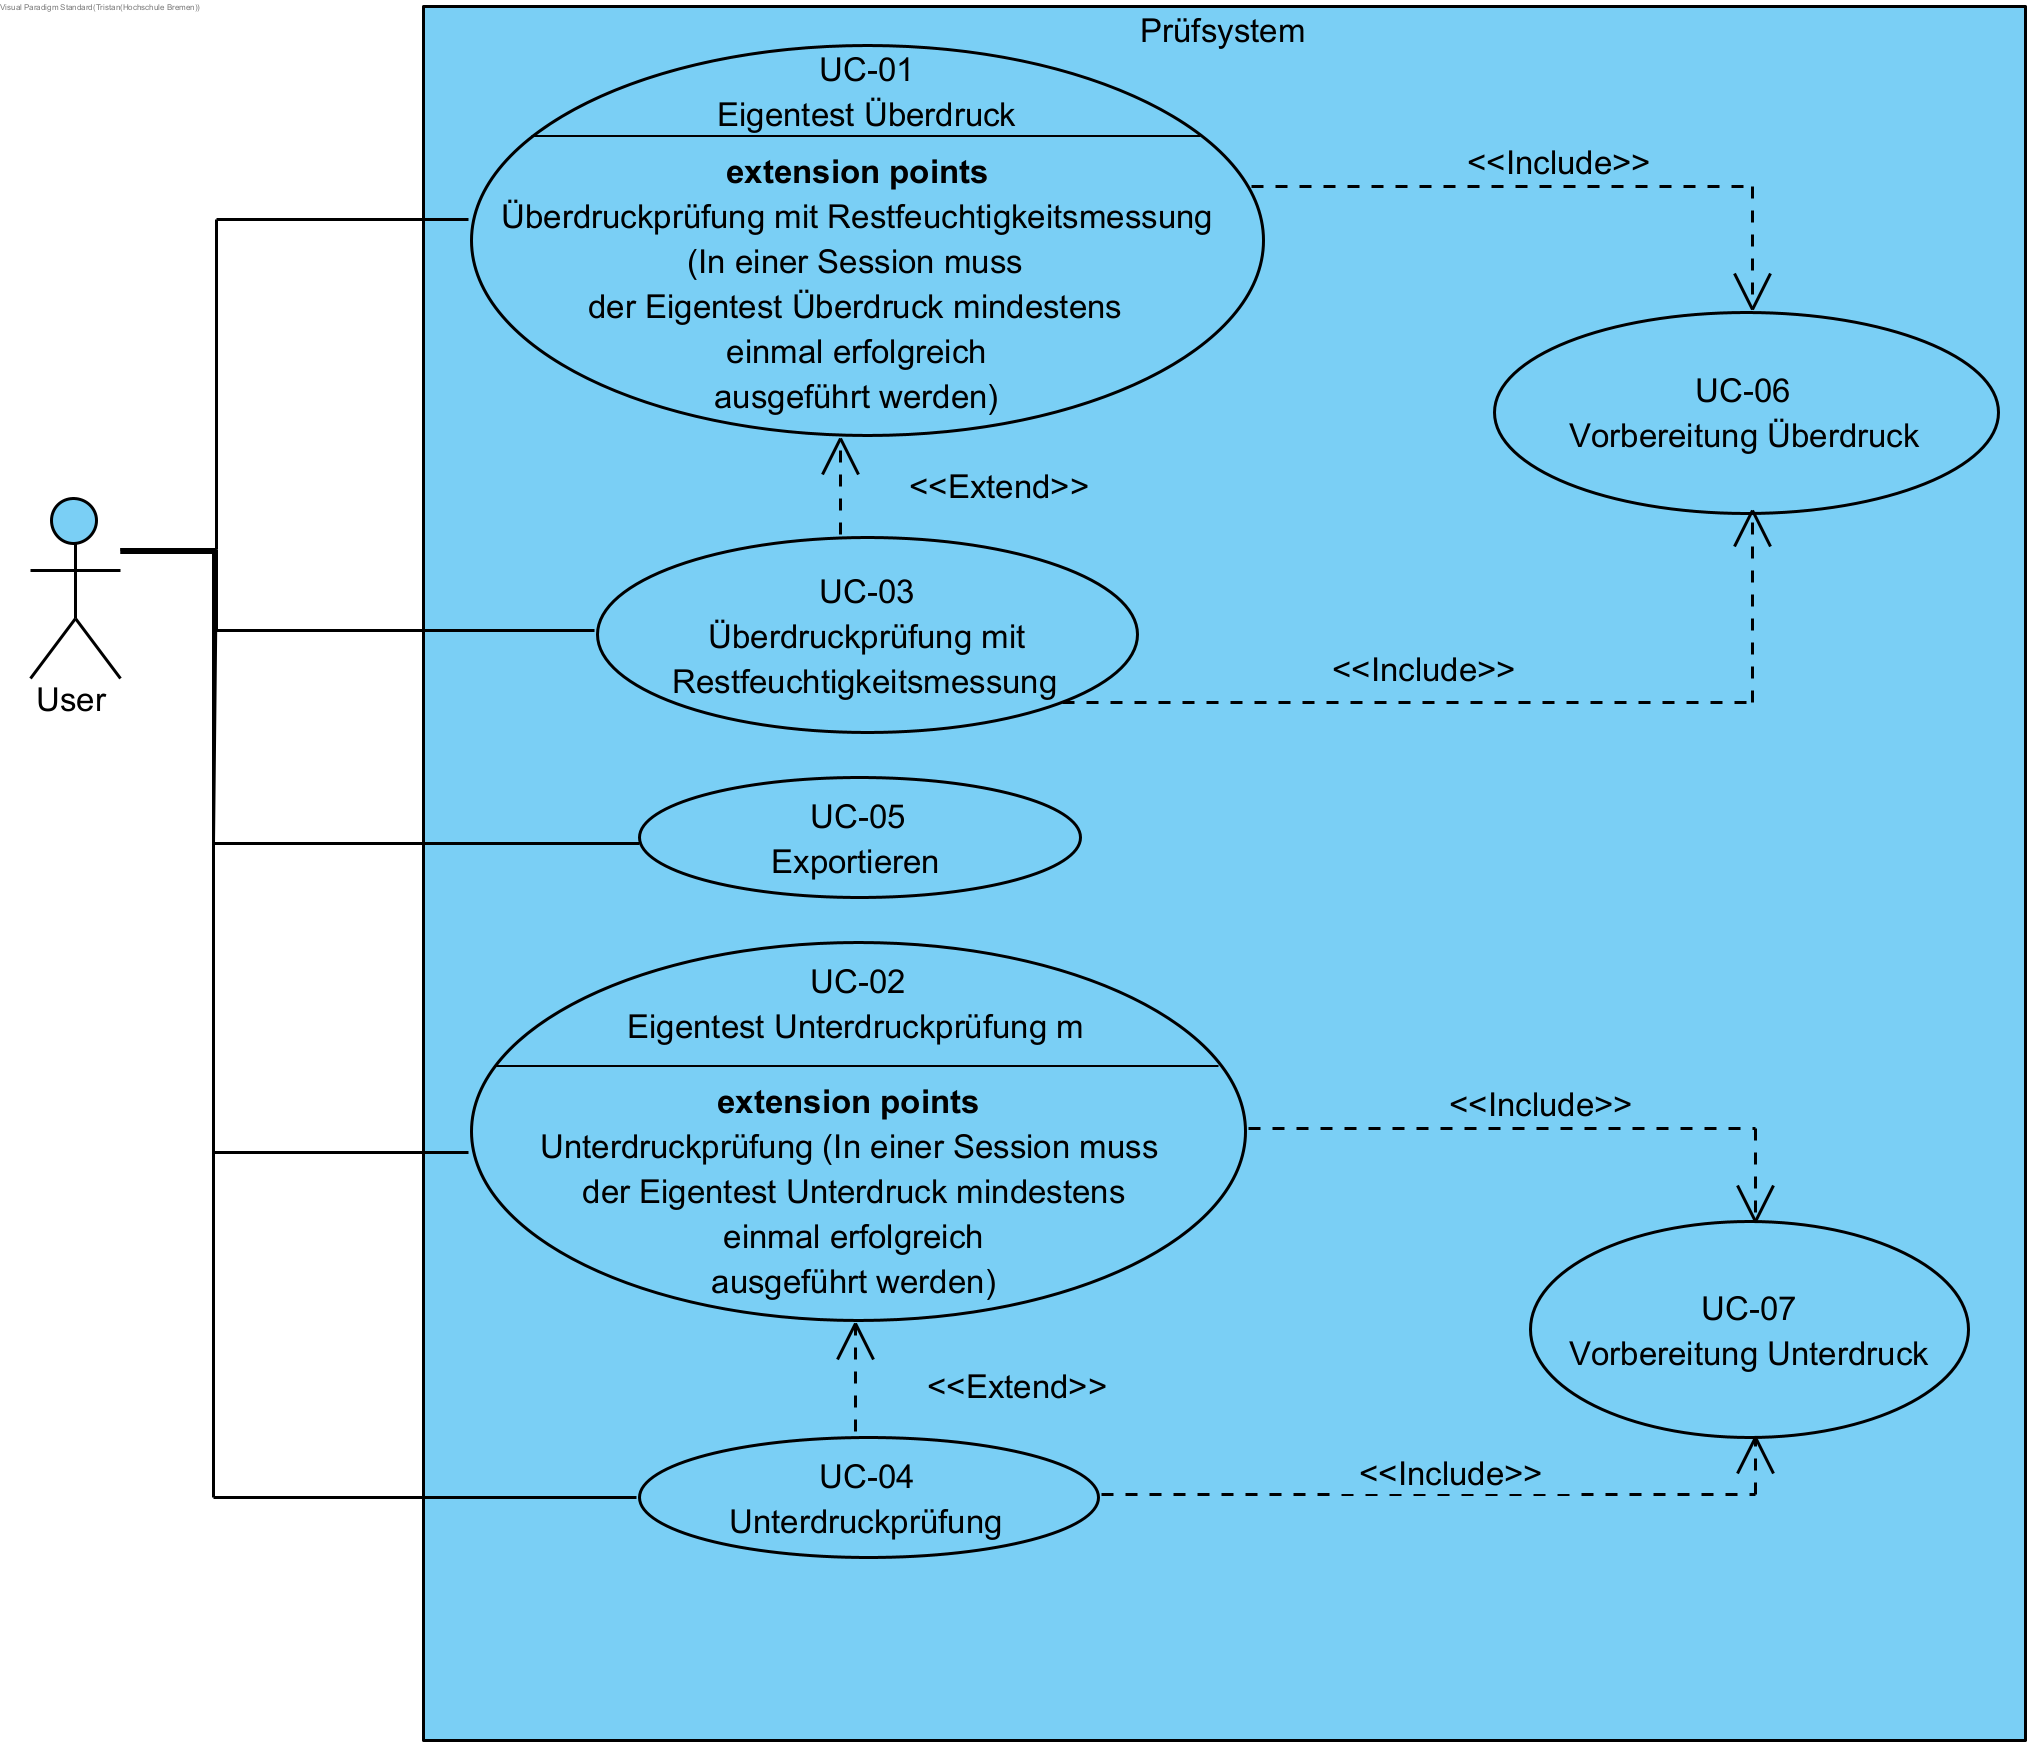 Visual Paradigm Standard(Tristan(Hochschule Bremen))
Prüfsystem
UC-01
Eigentest Überdruck
extension points
Überdruckprüfung mit Restfeuchtigkeitsmessung
(In einer Session muss
der Eigentest Überdruck mindestens
einmal erfolgreich
ausgeführt werden)
<<Include>>
UC-06
Vorbereitung Überdruck
<<Extend>>
User
UC-03
Überdruckprüfung mit
Restfeuchtigkeitsmessung
<<Include>>
UC-05
Exportieren
UC-02
Eigentest Unterdruckprüfung m
extension points
Unterdruckprüfung (In einer Session muss
der Eigentest Unterdruck mindestens
einmal erfolgreich
ausgeführt werden)
<<Include>>
UC-07
Vorbereitung Unterdruck
<<Extend>>
UC-04
Unterdruckprüfung
<<Include>>